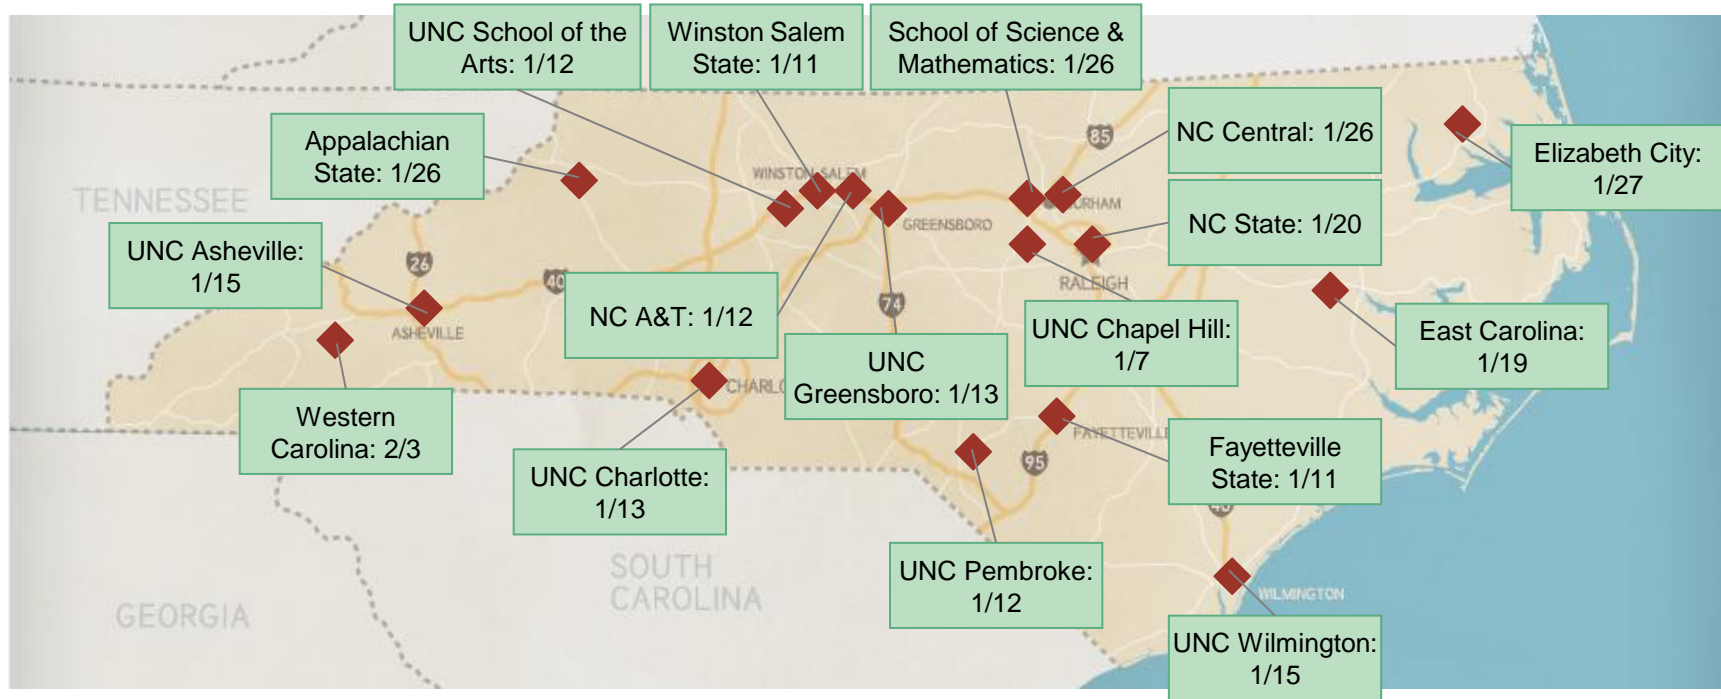 UNC School of the
Arts: 1/12
Winston Salem
State: 1/11
School of Science &
Mathematics: 1/26
Appalachian
State: 1/26
NC Central: 1/26
Elizabeth City:
1/27
85
WINSTON-SALEM
TENNESSEE
DURHAM
GREENSBORO
NC State: 1/20
UNC Asheville:
1/15
26
40
RALEIGH
74
NC A&T: 1/12
UNC Chapel Hill:
1/7
East Carolina:
1/19
ASHEVILLE
UNC
Greensboro: 1/13
CHARLO
Western
Carolina: 2/3
FAYETTEVILLE
Fayetteville
State: 1/11
95
UNC Charlotte:
1/13
40
SOUTH
CAROLINA
UNC Pembroke:
1/12
GEORGIA
WILMINGTON
UNC Wilmington:
1/15